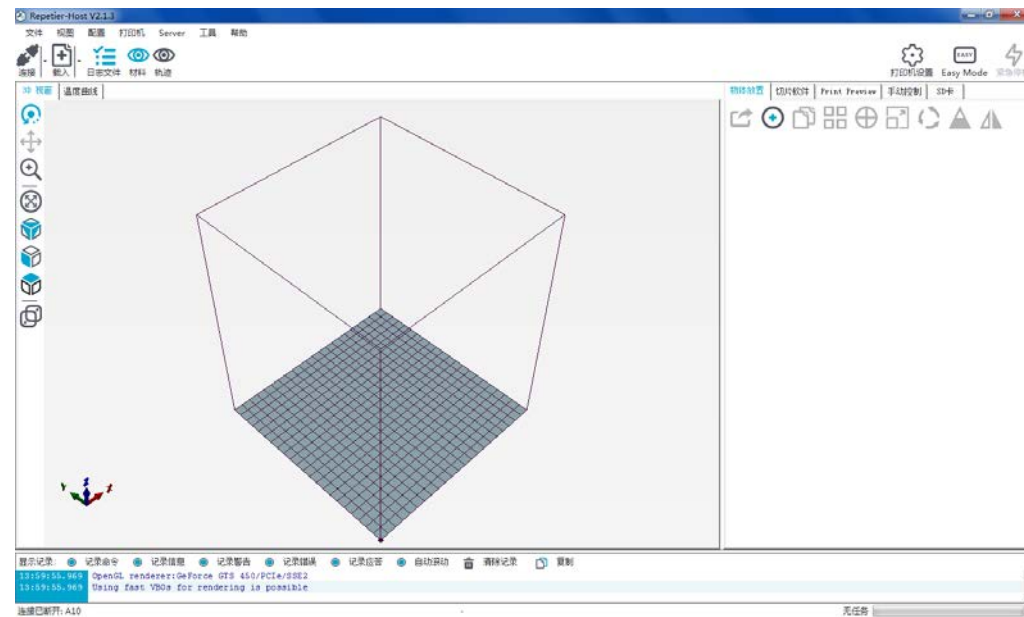 Repetier-Host V2.1.3
文件 视图 配置 打印机 Server 工具 帮助
连接 载入 日志文件 材料 轨迹 打印机设置 Easy Mode 紧急停止
EASY
3D 视图 温度曲线 物体放置 切片软件 Print Preview 手动控制 SD卡
Y Z X
显示记录: 记录命令 记录信息 记录警告 记录错误 记录应答 自动滚动 清除记录 复制
13:59:55.969 OpenGL renderer:GeForce GTS 450/PCIe/SSE2
13:59:55.969 Using fast VBOs for rendering is possible
连接已断开: A10 - 无任务